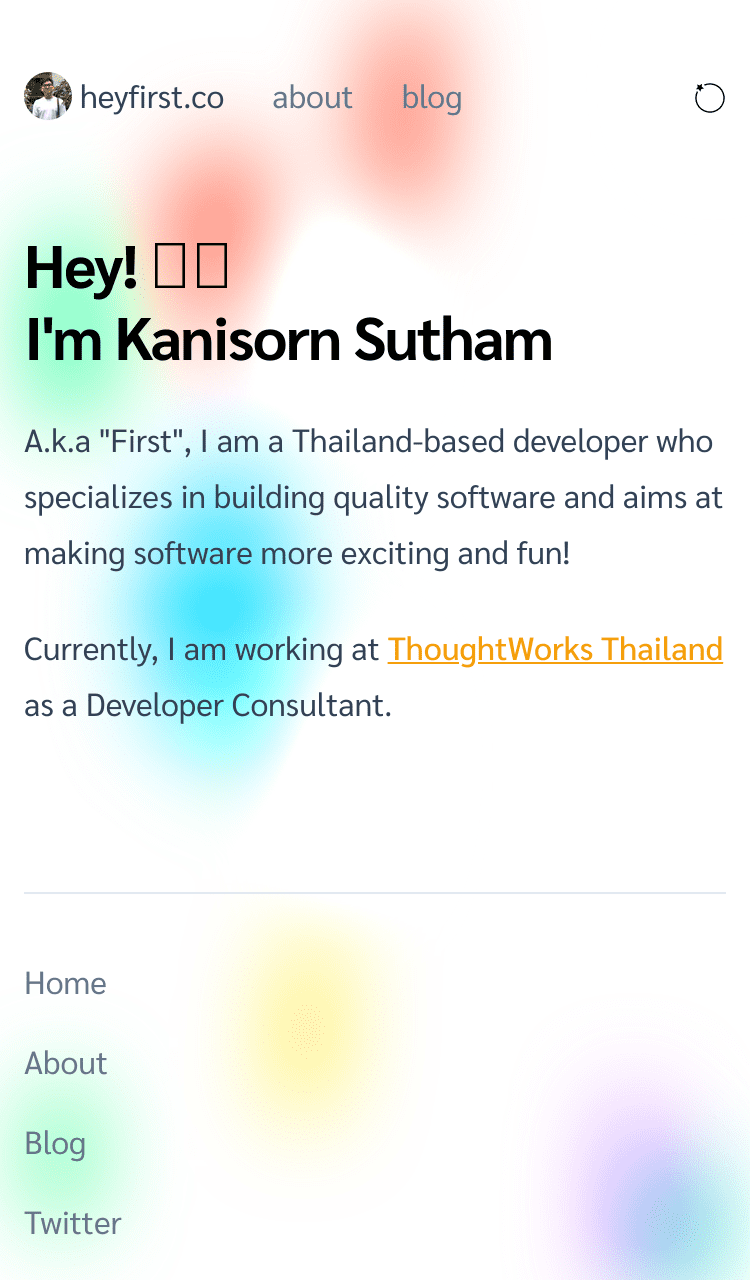 heyfirst.co about blog
Hey!
I'm Kanisorn Sutham
A.k.a "First", I am a Thailand-based developer who
specializes in building quality software and aims at
making software more exciting and fun!
Currently, I am working at ThoughtWorks Thailand
as a Developer Consultant.
Home
About
Blog
Twitter